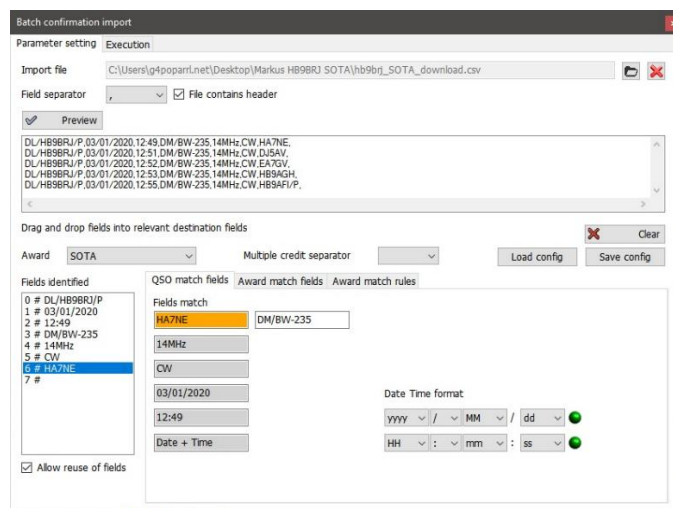 Batch confirmation import
Parameter setting Execution
Import file C:\Users\g4poparrl.net\Desktop\Markus HB9BRJ SOTA\hb9brj_SOTA_download.csv
Field separator , File contains header
Preview
DL/HB9BRJ/P,03/01/2020,12:49,DM/BW-235,14MHz,CW,HA7NE,
DL/HB9BRJ/P,03/01/2020,12:51,DM/BW-235,14MHz,CW,DJ5AV,
DL/HB9BRJ/P,03/01/2020,12:52,DM/BW-235,14MHz,CW,EA7GV,
DL/HB9BRJ/P,03/01/2020,12:53,DM/BW-235,14MHz,CW,HB9AGH,
DL/HB9BRJ/P,03/01/2020,12:55,DM/BW-235,14MHz,CW,HB9AFI/P,
Drag and drop fields into relevant destination fields
Clear
Award SOTA Multiple credit separator Load config Save config
Fields identified
0 # DL/HB9BRJ/P
1 # 03/01/2020
2 # 12:49
3 # DM/BW-235
4 # 14MHz
5 # CW
6 # HA7NE
7 #
Allow reuse of fields
QSO match fields Award match fields Award match rules
Fields match
HA7NE DM/BW-235
14MHz
CW
03/01/2020
12:49
Date + Time
Date Time format
yyyy / MM / dd
HH : mm : ss